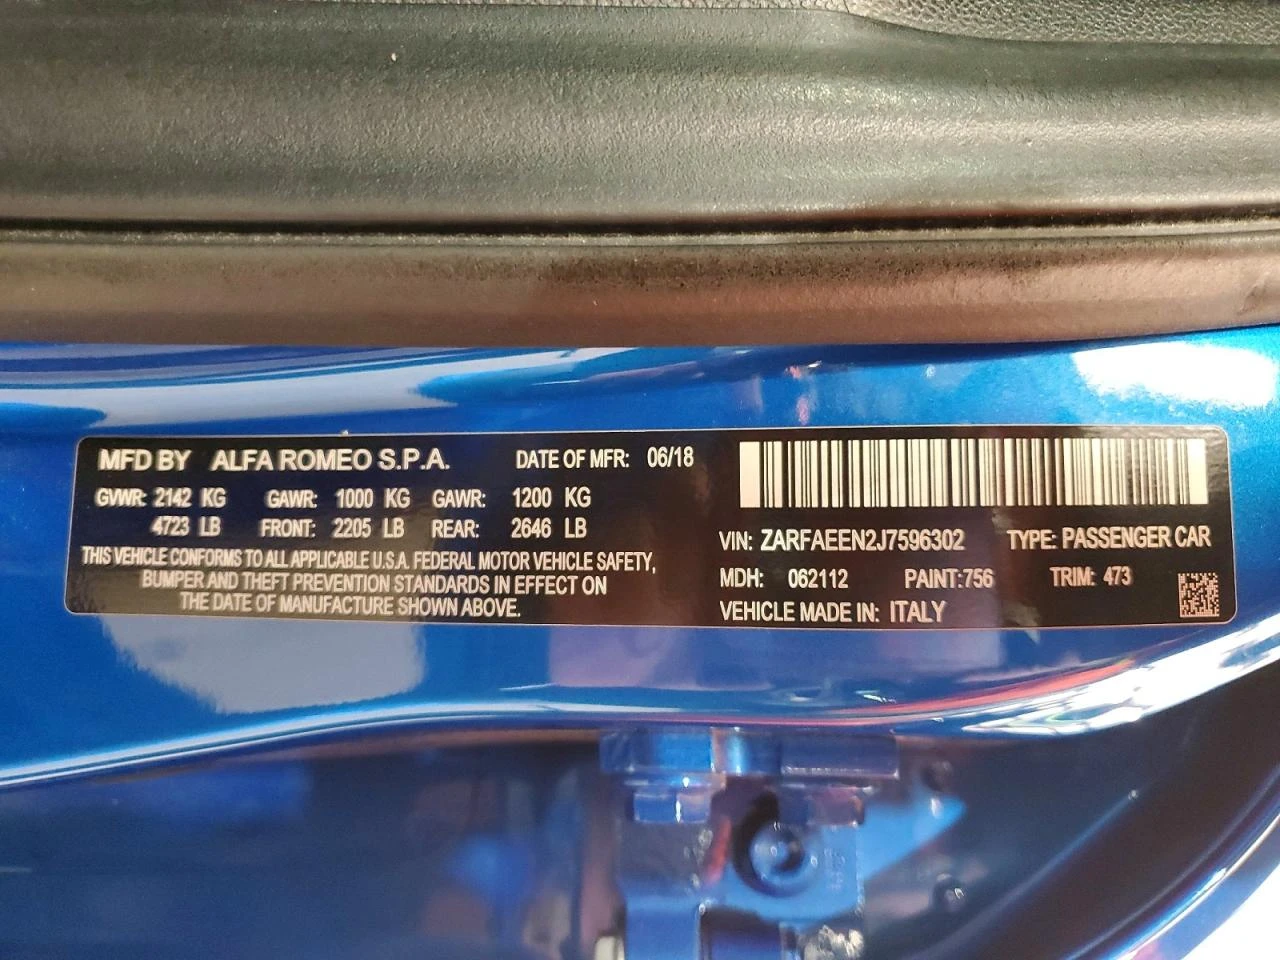 MFD BY ALFA ROMEO S.P.A. DATE OF MFR: 06/18
GVWR: 2142 KG GAWR: 1000 KG GAWR: 1200 KG
4723 LB FRONT: 2205 LB REAR: 2646 LB
THIS VEHICLE CONFORMS TO ALL APPLICABLE U.S.A. FEDERAL MOTOR VEHICLE SAFETY,
BUMPER AND THEFT PREVENTION STANDARDS IN EFFECT ON
THE DATE OF MANUFACTURE SHOWN ABOVE.
VIN: ZARFAEEN2J7596302 TYPE: PASSENGER CAR
MDH: 062112 PAINT:756 TRIM: 473
VEHICLE MADE IN: ITALY